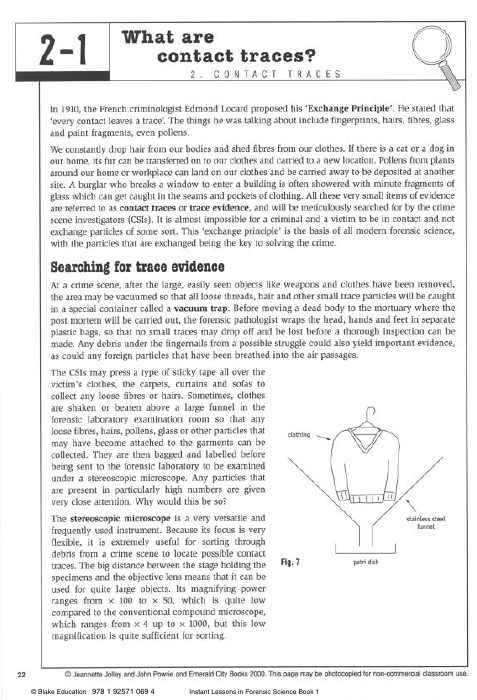 2-1
What are
contact traces?
2. CONTACT TRACES
In 1910, the French criminologist Edmond Locard proposed his 'Exchange Principle'. He stated that
'every contact leaves a trace'. The things he was talking about include fingerprints, hairs, fibres, glass
and paint fragments, even pollens.
We constantly drop hair from our bodies and shed fibres from our clothes. If there is a cat or a dog in
our home, its fur can be transferred on to our clothes and carried to a new location. Pollens from plants
around our home or workplace can land on our clothes and be carried away to be deposited at another
site. A burglar who breaks a window to enter a building is often showered with minute fragments of
glass which can get caught in the seams and pockets of clothing. All these very small items of evidence
are referred to as contact traces or trace evidence, and will be meticulously searched for by the crime
scene investigators (CSIs). It is almost impossible for a criminal and a victim to be in contact and not
exchange particles of some sort. This 'exchange principle' is the basis of all modern forensic science,
with the particles that are exchanged being the key to solving the crime.
Searching for trace evidence
At a crime scene, after the large, easily seen objects like weapons and clothes have been removed,
the area may be vacuumed so that all loose threads, hair and other small trace particles will be caught
in a special container called a vacuum trap. Before moving a dead body to the mortuary where the
post mortem will be carried out, the forensic pathologist wraps the head, hands and feet in separate
plastic bags, so that no small traces may drop off and be lost before a thorough inspection can be
made. Any debris under the fingernails from a possible struggle could also yield important evidence,
as could any foreign particles that have been breathed into the air passages.
The CSIs may press a type of sticky tape all over the
victim's clothes, the carpets, curtains and sofas to
collect any loose fibres or hairs. Sometimes, clothes
are shaken or beaten above a large funnel in the
forensic laboratory examination room so that any
loose fibres, hairs, pollens, glass or other particles that
may have become attached to the garments can be
collected. They are then bagged and labelled before
being sent to the forensic laboratory to be examined
under a stereoscopic microscope. Any particles that
are present in particularly high numbers are given
very close attention. Why would this be so?
The stereoscopic microscope is a very versatile and
frequently used instrument. Because its focus is very
flexible, it is extremely useful for sorting through
debris from a crime scene to locate possible contact
traces. The big distance between the stage holding the
specimens and the objective lens means that it can be
used for quite large objects. Its magnifying power
ranges from × 100 to × 50, which is quite low
compared to the conventional compound microscope,
which ranges from × 4 up to × 1000, but this low
magnification is quite sufficient for sorting.
clothing
stainless steel
funnel
Fig. 7
petri dish
22
© Jeannette Jolley and John Powrie and Emerald City Books 2000. This page may be photocopied for non-commercial classroom use.
© Blake Education 978 1 92571 069 4
Instant Lessons in Forensic Science Book 1